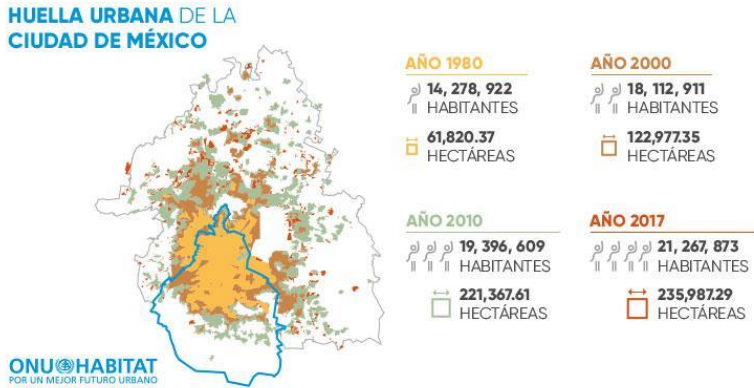 HUELLA URBANA DE LA
CIUDAD DE MÉXICO
AÑO 1980
14, 278, 922
HABITANTES
61,820.37
HECTÁREAS
AÑO 2000
18, 112, 911
HABITANTES
122,977.35
HECTÁREAS
AÑO 2010
19, 396, 609
HABITANTES
221,367.61
HECTÁREAS
AÑO 2017
21, 267, 873
HABITANTES
235,987.29
HECTÁREAS
ONU HABITAT
POR UN MEJOR FUTURO URBANO